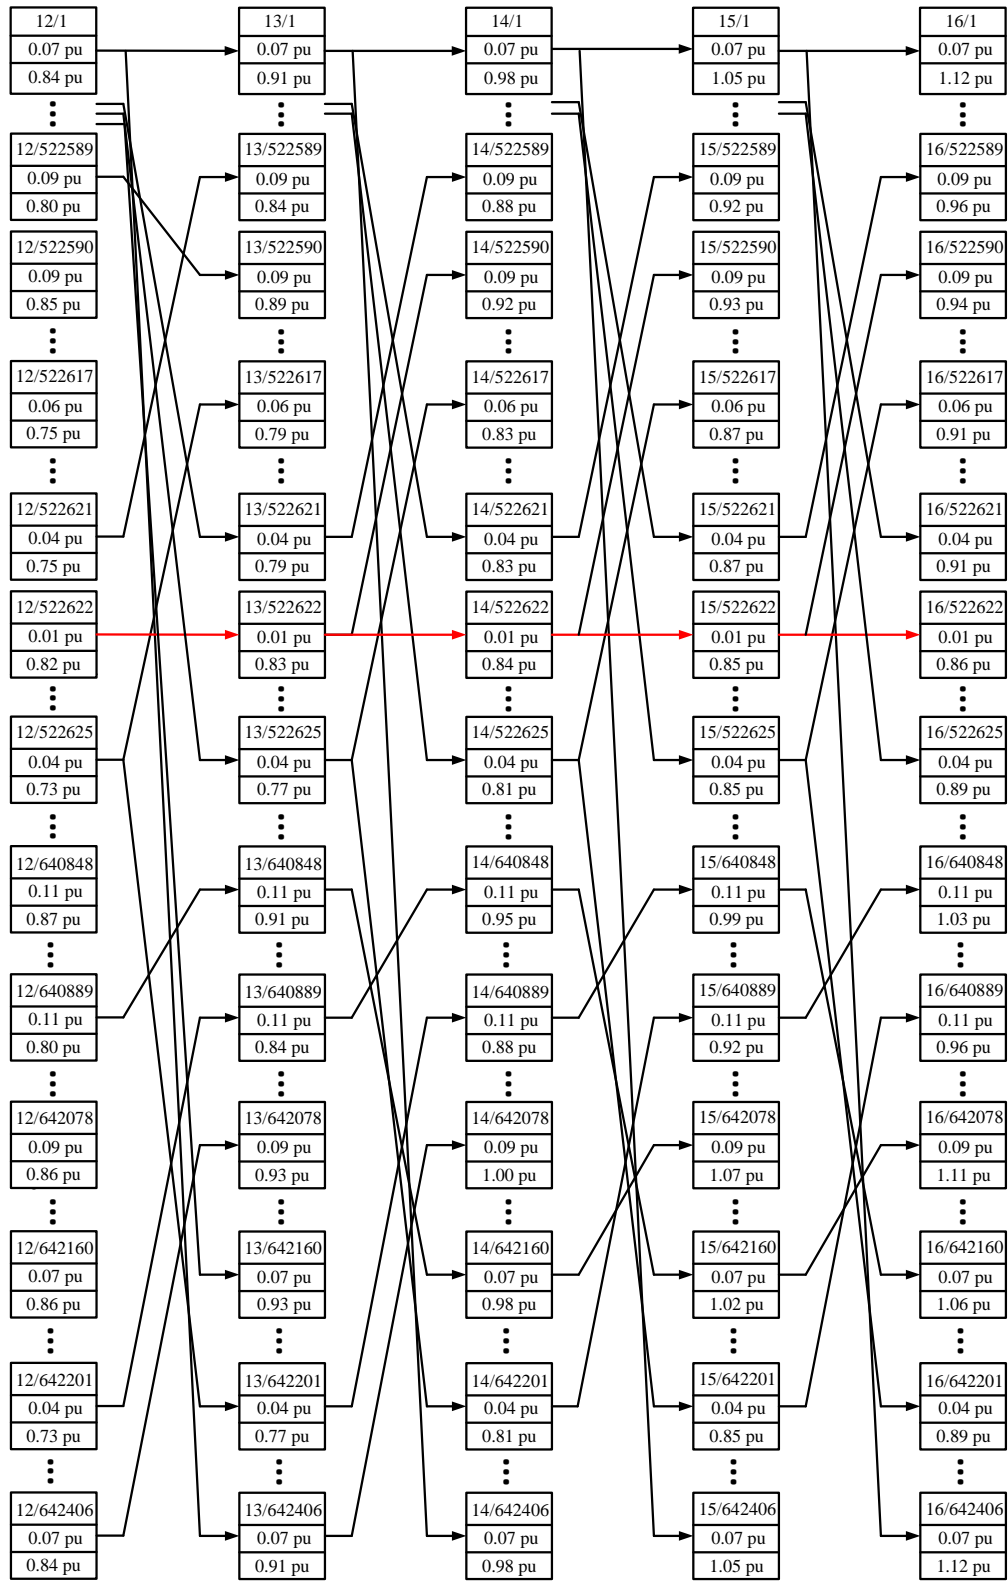 12/1
0.07 pu
0.84 pu
12/522589
0.09 pu
0.80 pu
12/522590
0.09 pu
0.85 pu
12/522617
0.06 pu
0.75 pu
12/522621
0.04 pu
0.75 pu
12/522622
0.01 pu
0.82 pu
12/522625
0.04 pu
0.73 pu
12/640848
0.11 pu
0.87 pu
12/640889
0.11 pu
0.80 pu
12/642078
0.09 pu
0.86 pu
12/642160
0.07 pu
0.86 pu
12/642201
0.04 pu
0.73 pu
12/642406
0.07 pu
0.84 pu
13/1
0.07 pu
0.91 pu
13/522589
0.09 pu
0.84 pu
13/522590
0.09 pu
0.89 pu
13/522617
0.06 pu
0.79 pu
13/522621
0.04 pu
0.79 pu
13/522622
0.01 pu
0.83 pu
13/522625
0.04 pu
0.77 pu
13/640848
0.11 pu
0.91 pu
13/640889
0.11 pu
0.84 pu
13/642078
0.09 pu
0.93 pu
13/642160
0.07 pu
0.93 pu
13/642201
0.04 pu
0.77 pu
13/642406
0.07 pu
0.91 pu
14/1
0.07 pu
0.98 pu
14/522589
0.09 pu
0.88 pu
14/522590
0.09 pu
0.92 pu
14/522617
0.06 pu
0.83 pu
14/522621
0.04 pu
0.83 pu
14/522622
0.01 pu
0.84 pu
14/522625
0.04 pu
0.81 pu
14/640848
0.11 pu
0.95 pu
14/640889
0.11 pu
0.88 pu
14/642078
0.09 pu
1.00 pu
14/642160
0.07 pu
0.98 pu
14/642201
0.04 pu
0.81 pu
14/642406
0.07 pu
0.98 pu
15/1
0.07 pu
1.05 pu
15/522589
0.09 pu
0.92 pu
15/522590
0.09 pu
0.93 pu
15/522617
0.06 pu
0.87 pu
15/522621
0.04 pu
0.87 pu
15/522622
0.01 pu
0.85 pu
15/522625
0.04 pu
0.85 pu
15/640848
0.11 pu
0.99 pu
15/640889
0.11 pu
0.92 pu
15/642078
0.09 pu
1.07 pu
15/642160
0.07 pu
1.02 pu
15/642201
0.04 pu
0.85 pu
15/642406
0.07 pu
1.05 pu
16/1
0.07 pu
1.12 pu
16/522589
0.09 pu
0.96 pu
16/522590
0.09 pu
0.94 pu
16/522617
0.06 pu
0.91 pu
16/522621
0.04 pu
0.91 pu
16/522622
0.01 pu
0.86 pu
16/522625
0.04 pu
0.89 pu
16/640848
0.11 pu
1.03 pu
16/640889
0.11 pu
0.96 pu
16/642078
0.09 pu
1.11 pu
16/642160
0.07 pu
1.06 pu
16/642201
0.04 pu
0.89 pu
16/642406
0.07 pu
1.12 pu